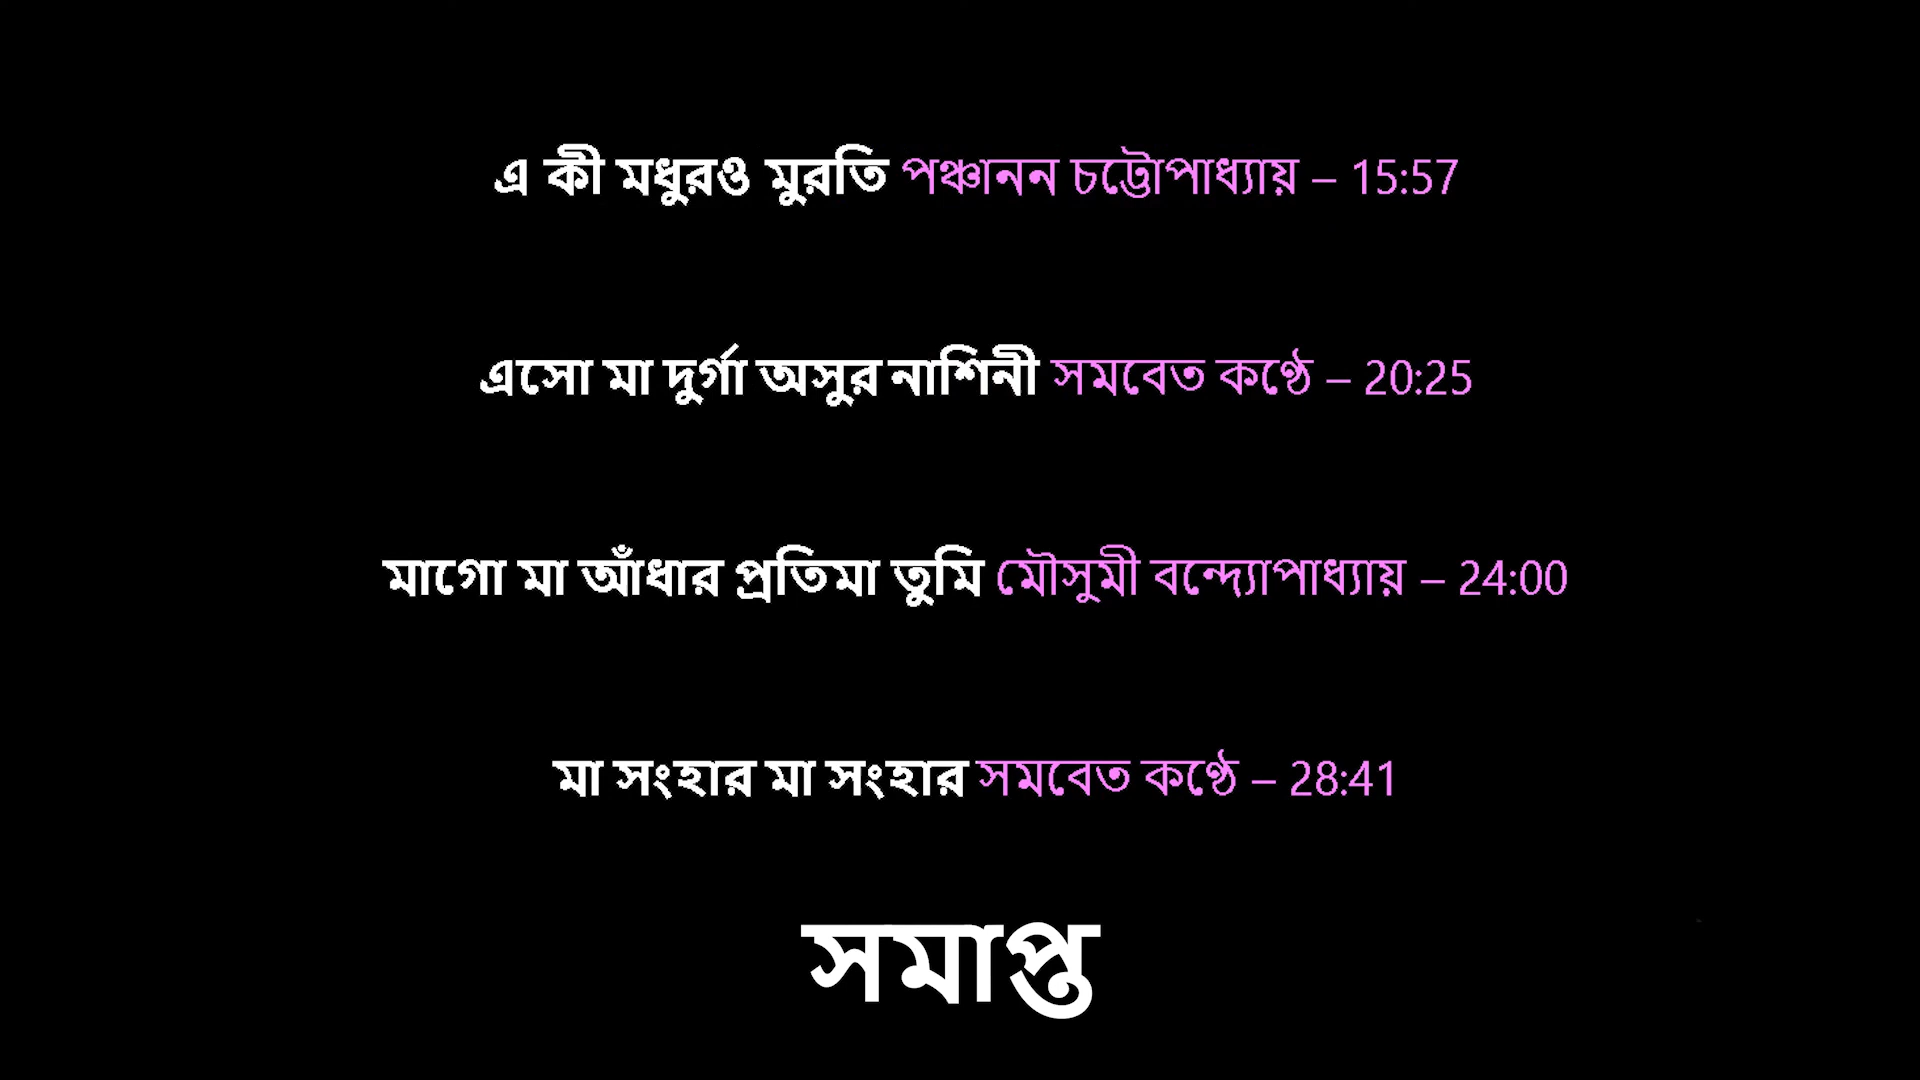 এ কী মধুরও মুরতি পঞ্চানন চট্টোপাধ্যায় – 15:57
এসো মা দুর্গা অসুর নাশিনী সমবেত কণ্ঠে – 20:25
মাগো মা আঁধার প্রতিমা তুমি মৌসুমী বন্দ্যোপাধ্যায় – 24:00
মা সংহার মা সংহার সমবেত কণ্ঠে – 28:41
সমাপ্ত